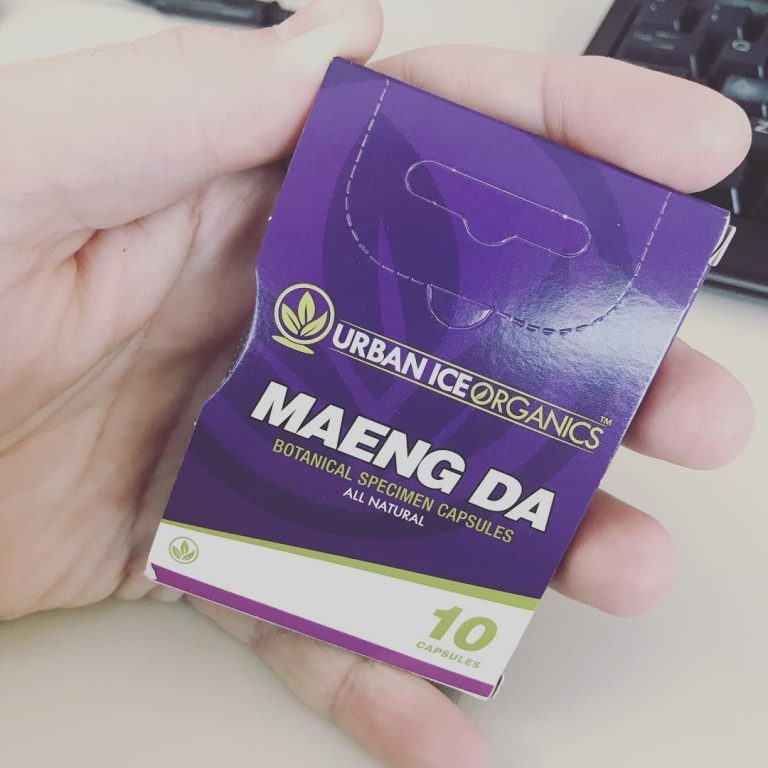 URBAN ICE ORGANICS™
MAENG DA
BOTANICAL SPECIMEN CAPSULES
ALL NATURAL
10
CAPSULES